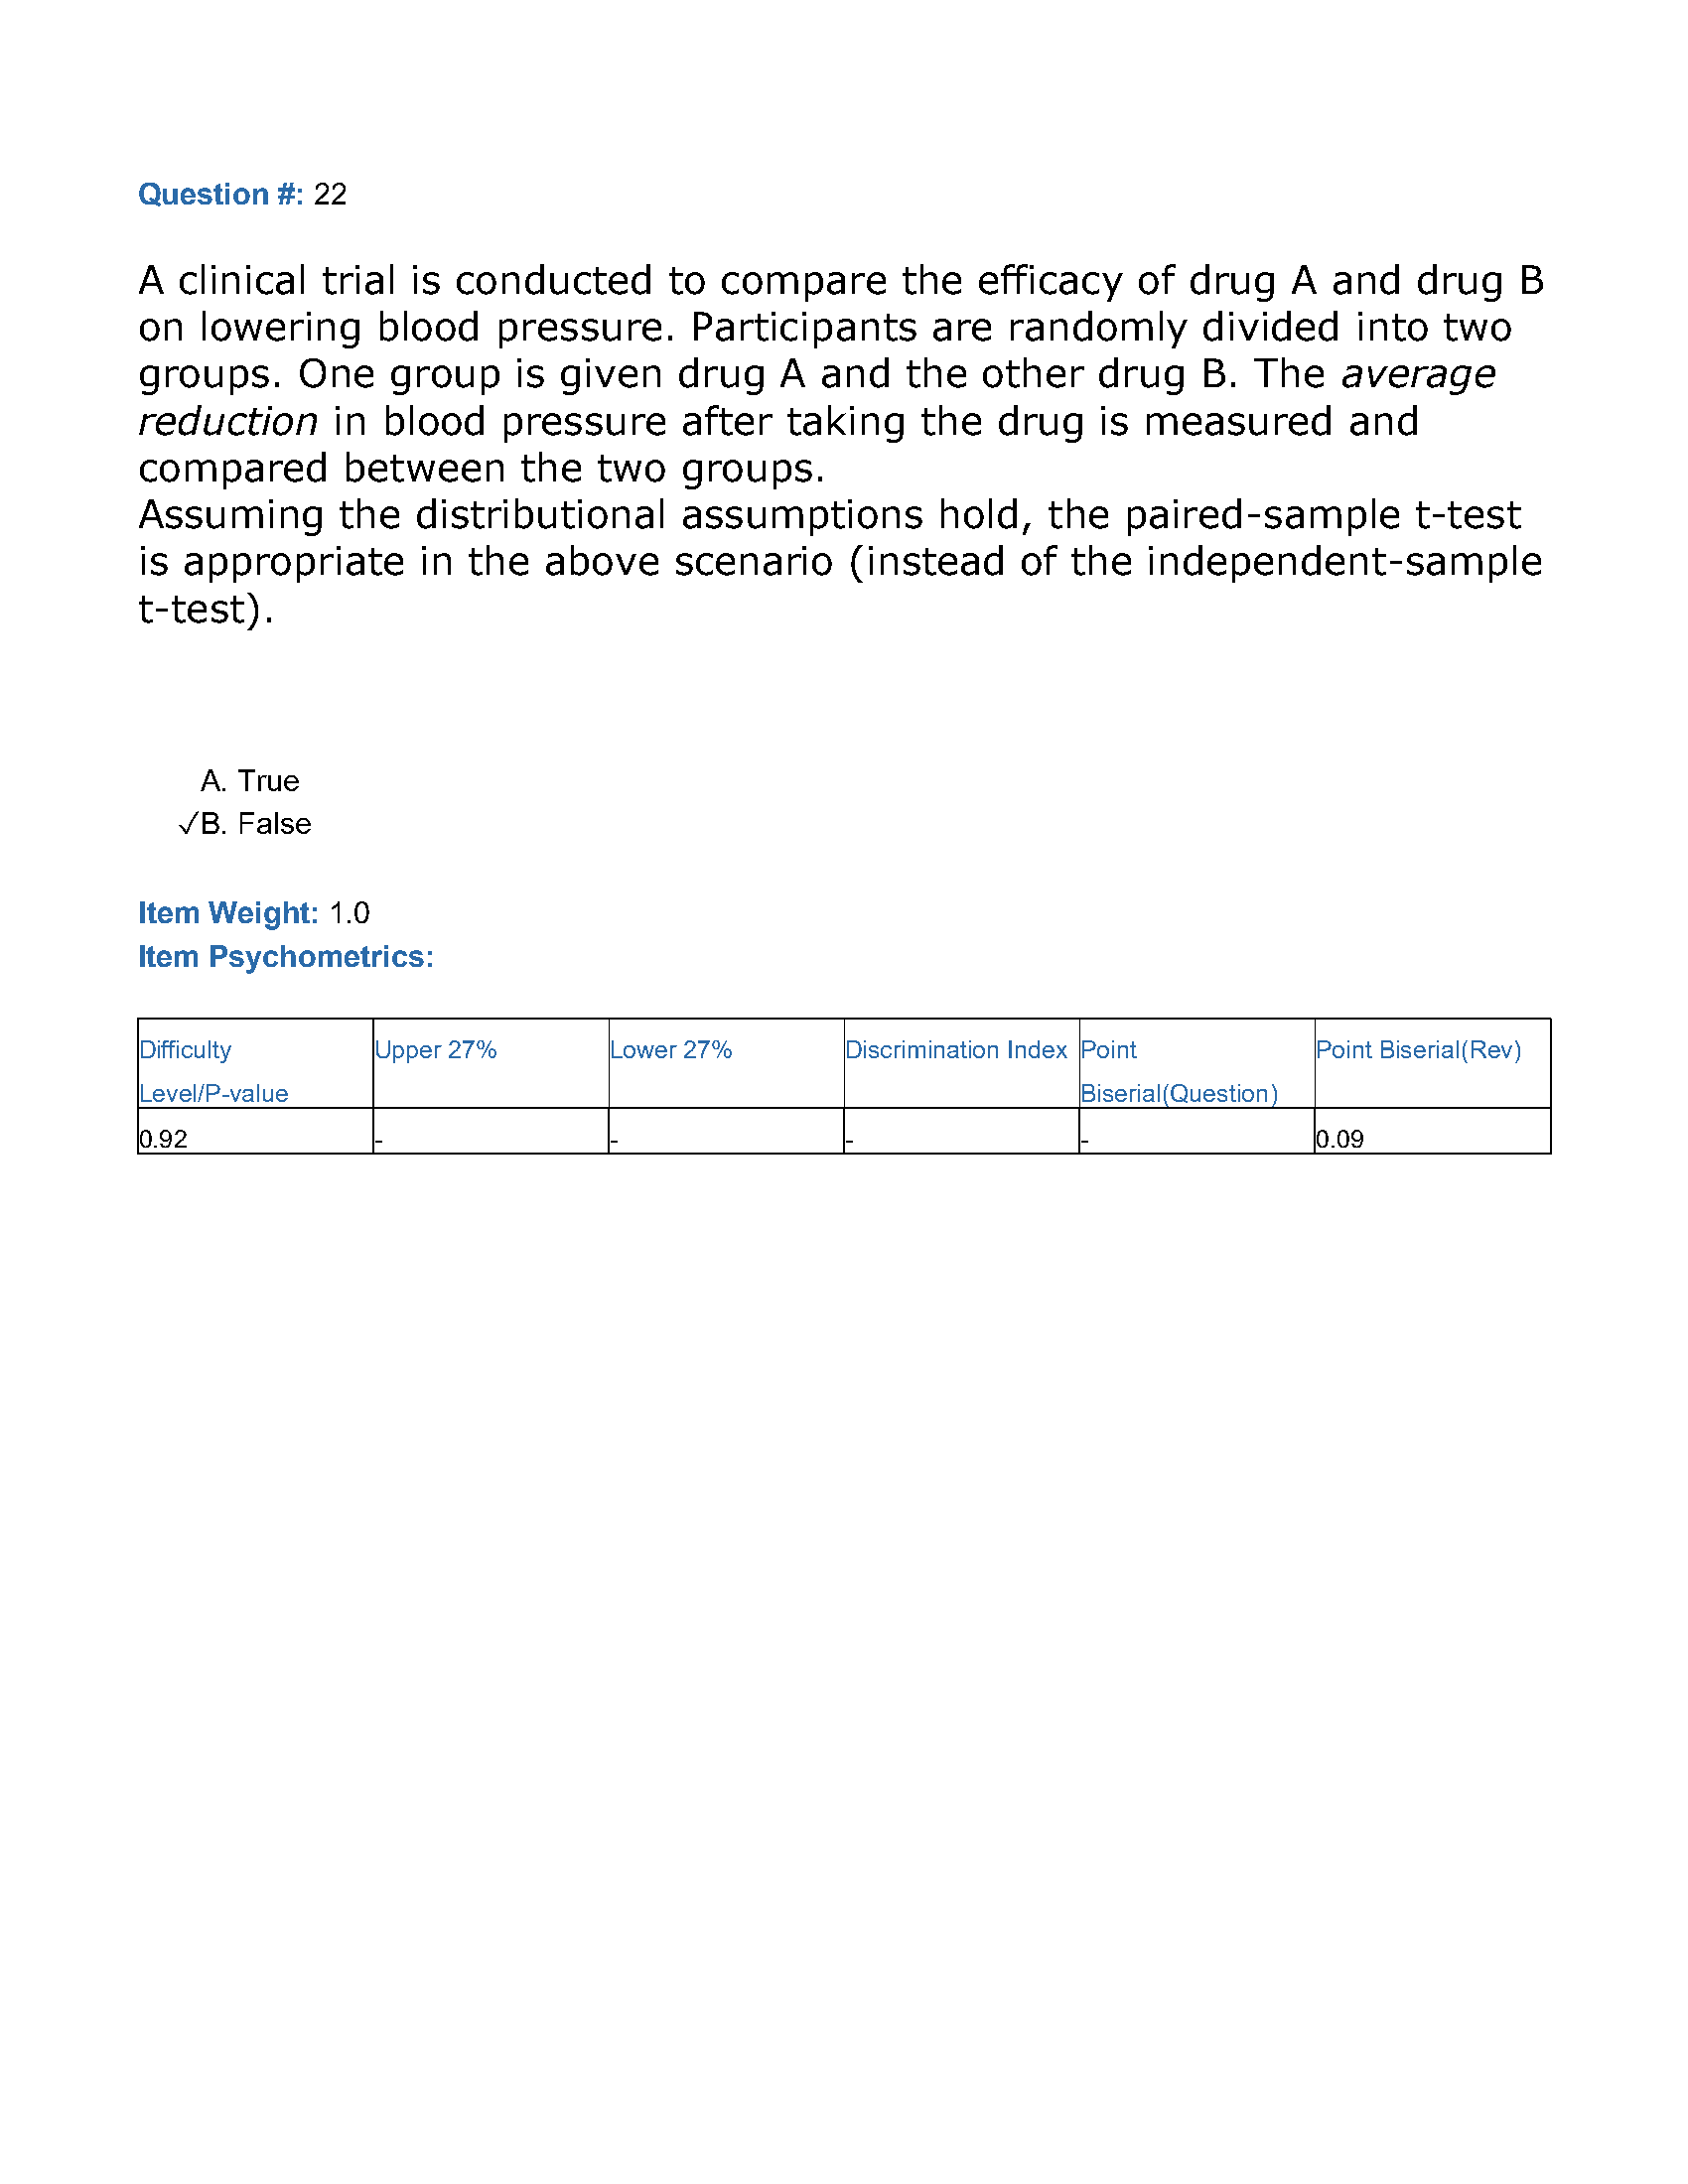 Question #: 22
A clinical trial is conducted to compare the efficacy of drug A and drug B
on lowering blood pressure. Participants are randomly divided into two
groups. One group is given drug A and the other drug B. The average
reduction in blood pressure after taking the drug is measured and
compared between the two groups.
Assuming the distributional assumptions hold, the paired-sample t-test
is appropriate in the above scenario (instead of the independent-sample
t-test).
A. True
✓B. False
Item Weight: 1.0
Item Psychometrics:
Difficulty Level/P-value
Upper 27%
Lower 27%
Discrimination Index
Point Biserial(Question)
Point Biserial(Rev)
0.92
-
-
-
-
0.09